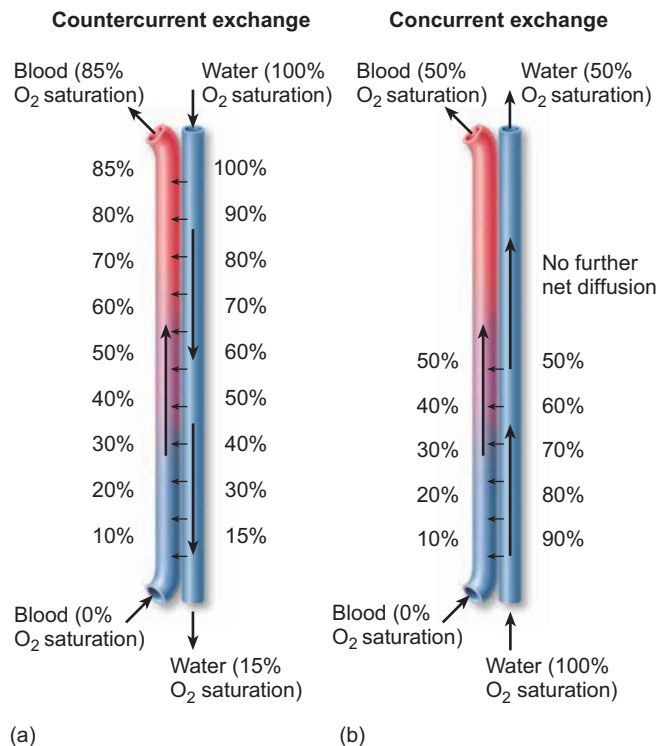 Countercurrent exchange
Blood (85%
O2 saturation)
Water (100%
O2 saturation)
85% 100%
80% 90%
70% 80%
60% 70%
50% 60%
40% 50%
30% 40%
20% 30%
10% 15%
Blood (0%
O2 saturation)
Water (15%
O2 saturation)
(a)
Concurrent exchange
Blood (50%
O2 saturation)
Water (50%
O2 saturation)
No further
net diffusion
50% 50%
40% 60%
30% 70%
20% 80%
10% 90%
Blood (0%
O2 saturation)
Water (100%
O2 saturation)
(b)